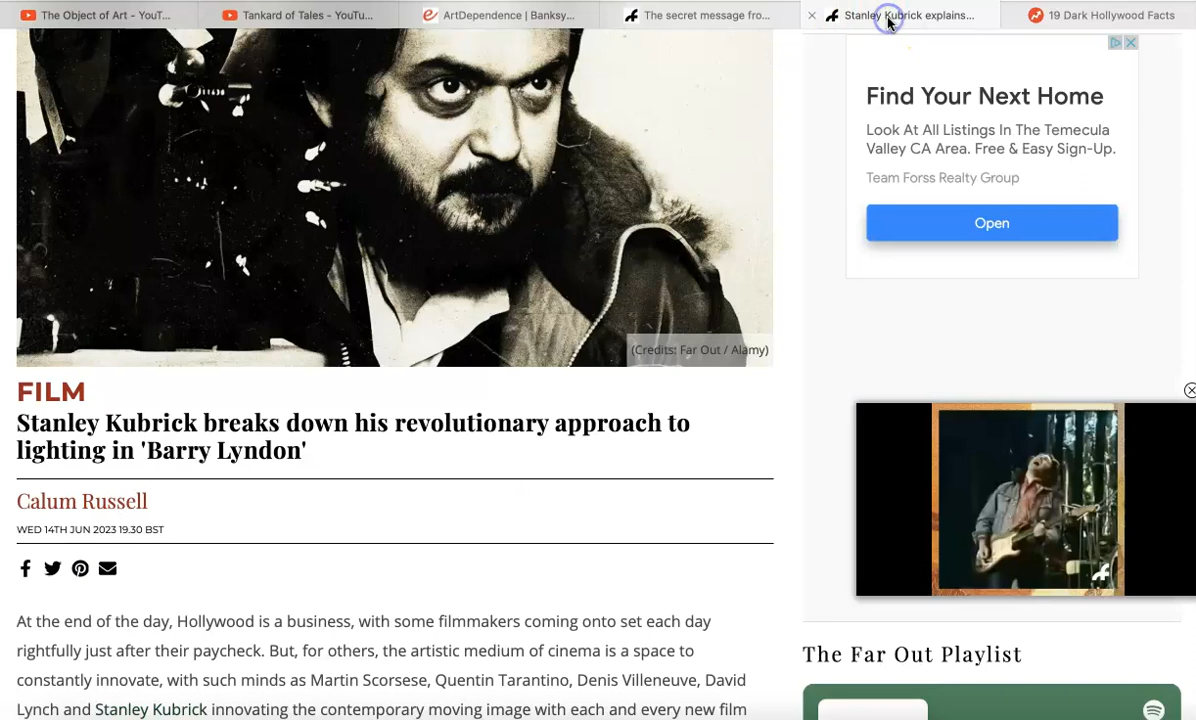 The Object of Art - YouT...
Tankard of Tales - YouTu...
ArtDependence | Banksy...
The secret message fro...
Stanley Kubrick explains...
19 Dark Hollywood Facts
Find Your Next Home
Look At All Listings In The Temecula
Valley CA Area. Free & Easy Sign-Up.
Team Forss Realty Group
Open
(Credits: Far Out / Alamy)
FILM
Stanley Kubrick breaks down his revolutionary approach to
lighting in 'Barry Lyndon'
Calum Russell
WED 14TH JUN 2023 19.30 BST
At the end of the day, Hollywood is a business, with some filmmakers coming onto set each day
rightfully just after their paycheck. But, for others, the artistic medium of cinema is a space to
constantly innovate, with such minds as Martin Scorsese, Quentin Tarantino, Denis Villeneuve, David
Lynch and Stanley Kubrick innovating the contemporary moving image with each and every new film
The Far Out Playlist